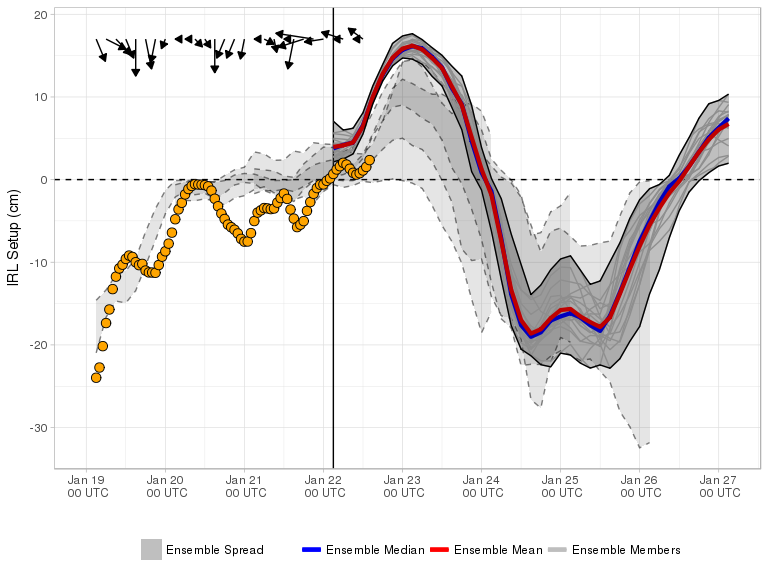 20
10
0
-10
-20
-30
IRL Setup (cm)
Jan 19 Jan 20 Jan 21 Jan 22 Jan 23 Jan 24 Jan 25 Jan 26 Jan 27
00 UTC 00 UTC 00 UTC 00 UTC 00 UTC 00 UTC 00 UTC 00 UTC 00 UTC
Ensemble Spread Ensemble Median Ensemble Mean Ensemble Members